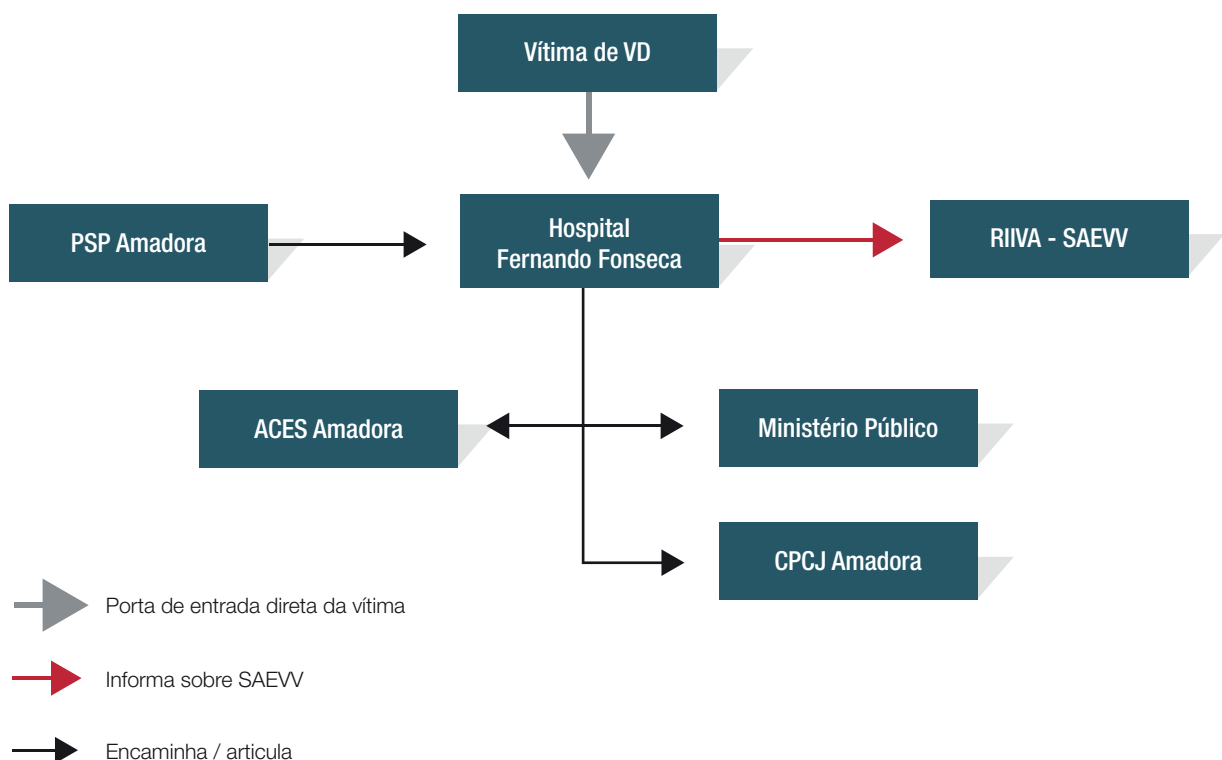 Vítima de VD
PSP Amadora
Hospital
Fernando Fonseca
RIIVA - SAEVV
ACES Amadora
Ministério Público
CPCJ Amadora
Porta de entrada direta da vítima
Informa sobre SAEVV
Encaminha / articula